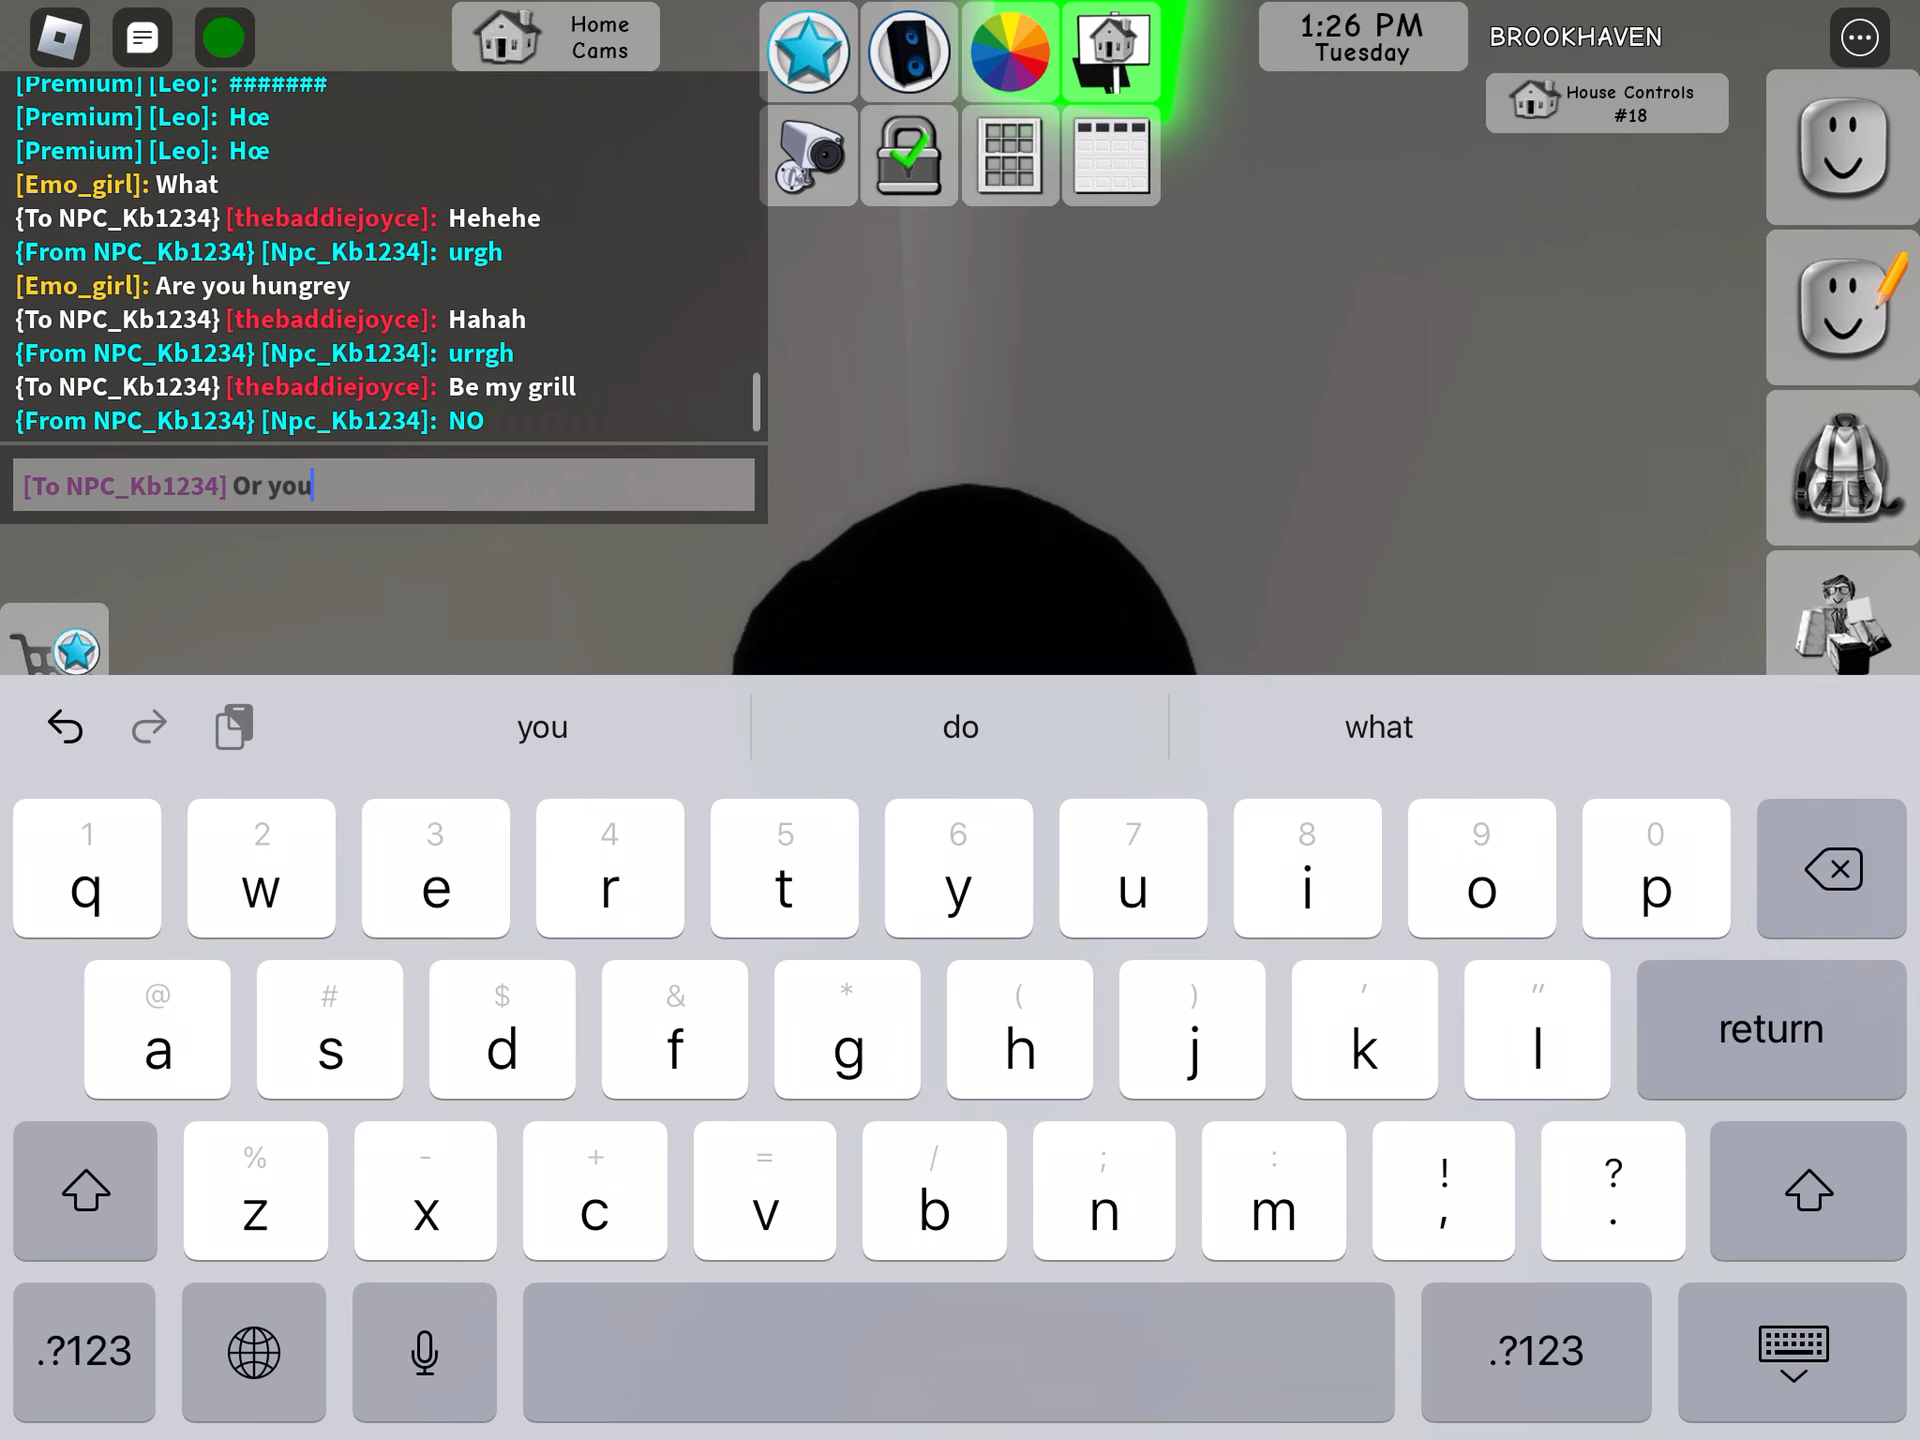 Home
Cams
1:26 PM
Tuesday
BROOKHAVEN
House Controls
#18
[Premium] [Leo]: #######
[Premium] [Leo]: Hœ
[Premium] [Leo]: Hœ
[Emo_girl]: What
{To NPC_Kb1234} [thebaddiejoyce]: Hehehe
{From NPC_Kb1234} [Npc_Kb1234]: urgh
[Emo_girl]: Are you hungrey
{To NPC_Kb1234} [thebaddiejoyce]: Hahah
{From NPC_Kb1234} [Npc_Kb1234]: urrgh
{To NPC_Kb1234} [thebaddiejoyce]: Be my grill
{From NPC_Kb1234} [Npc_Kb1234]: NO
[To NPC_Kb1234] Or you
you do what
1 2 3 4 5 6 7 8 9 0
q w e r t y u i o p
@ # $ & * ( ) ' "
a s d f g h j k l return
% - + = / ; : ! ?
z x c v b n m , .
.?123 .?123